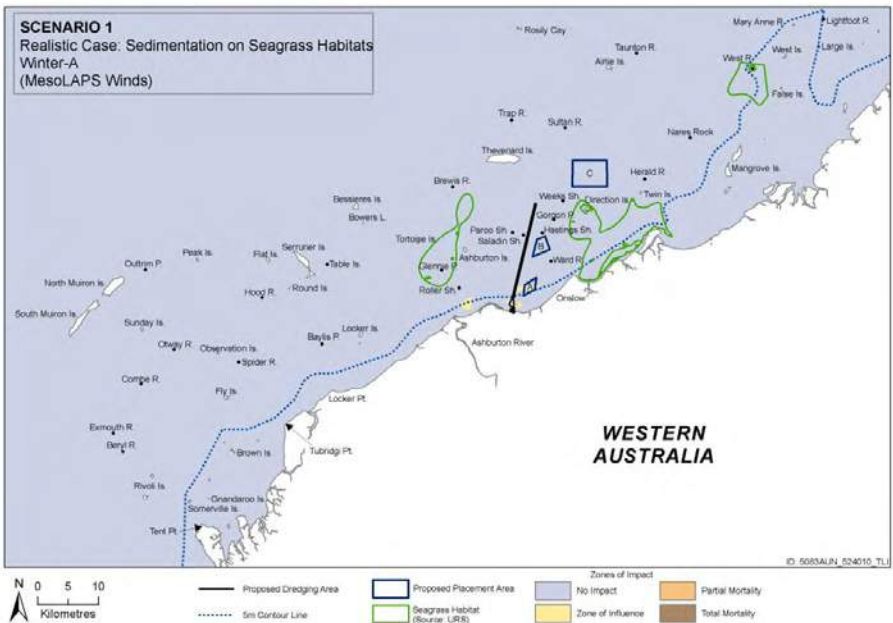 SCENARIO 1
Realistic Case: Sedimentation on Seagrass Habitats
Winter-A
(MesoLAPS Winds)
Rosily Cay
Mary Anne R.
Lightfoot R.
Taunton R.
Airlie Is.
West R.
West Is.
Large Is.
False Is.
Trap R.
Sultan R.
Nares Rock
Thevenard Is.
C
Herald R.
Mangrove Is.
Brewis R.
Twin Is.
Bessieres Is.
Weeks Sh.
Direction Is.
Bowers L.
Gorgon P.
Paroo Sh.
Hastings Sh.
Tortoise Is.
Saladin Sh.
B
Serrurier Is.
Ashburton Is.
Peak Is.
Flat Is.
Table Is.
Glennie P.
Ward R.
Outtrim P.
North Muiron Is.
Round Is.
Roller Sh.
A
Hood R.
Onslow
South Muiron Is.
Sunday Is.
Locker Is.
Baylis P.
Ashburton River
Otway R.
Observation Is.
Spider R.
Combe R.
Fly Is.
Locker Pt.
Exmouth R.
WESTERN
AUSTRALIA
Beryl R.
Brown Is.
Tubridgi Pt.
Rivoli Is.
Gnandaroo Is.
Somerville Is.
Tent Pt
ID 5083AUN_524010_TLI
N
0 5 10
Kilometres
Proposed Dredging Area
5m Contour Line
Proposed Placement Area
Seagrass Habitat
(Source: URS)
Zones of Impact
No Impact
Zone of Influence
Partial Mortality
Total Mortality